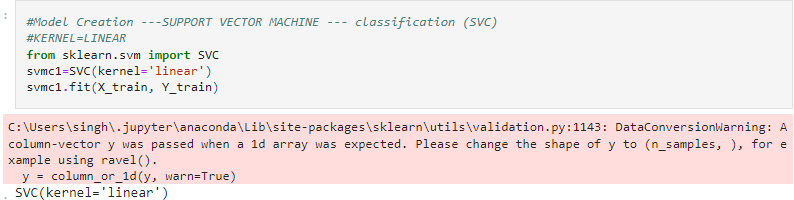 :
#Model Creation ---SUPPORT VECTOR MACHINE --- classification (SVC)
#KERNEL=LINEAR
from sklearn.svm import SVC
svmc1=SVC(kernel='linear')
svmc1.fit(X_train, Y_train)
C:\Users\singh\.jupyter\anaconda\Lib\site-packages\sklearn\utils\validation.py:1143: DataConversionWarning: A
column-vector y was passed when a 1d array was expected. Please change the shape of y to (n_samples, ), for e
xample using ravel().
  y = column_or_1d(y, warn=True)
SVC(kernel='linear')